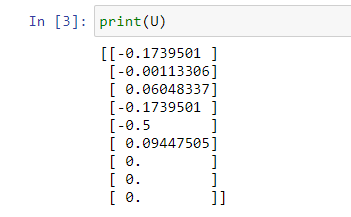 In [3]: print(U)
[[-0.1739501 ]
 [-0.00113306]
 [ 0.06048337]
 [-0.1739501 ]
 [-0.5       ]
 [ 0.09447505]
 [ 0.        ]
 [ 0.        ]
 [ 0.        ]]